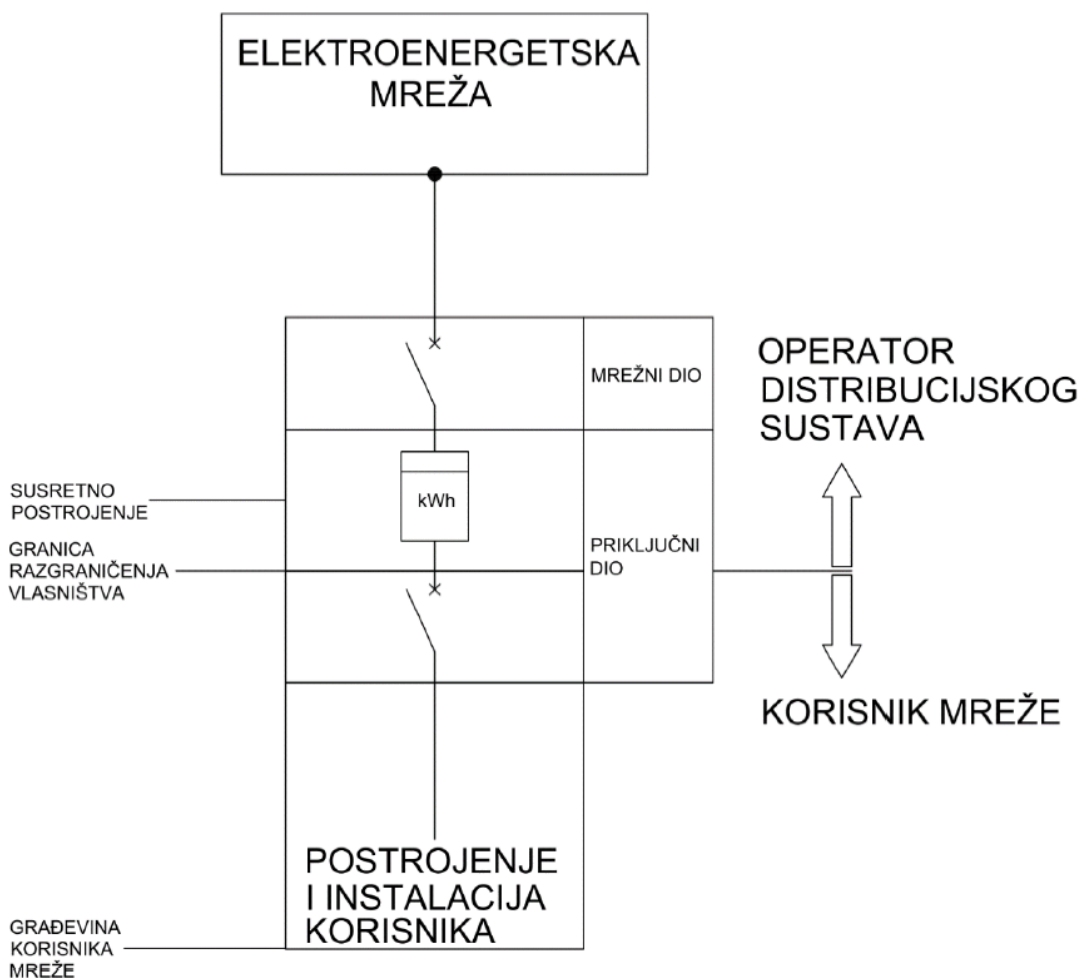 ELEKTROENERGETSKA
MREŽA
MREŽNI DIO
OPERATOR
DISTRIBUCIJSKOG
SUSTAVA
SUSRETNO
POSTROJENJE
kWh
GRANICA
RAZGRANIČENJA
VLASNIŠTVA
PRIKLJUČNI
DIO
KORISNIK MREŽE
POSTROJENJE
I INSTALACIJA
KORISNIKA
GRAĐEVINA
KORISNIKA
MREŽE